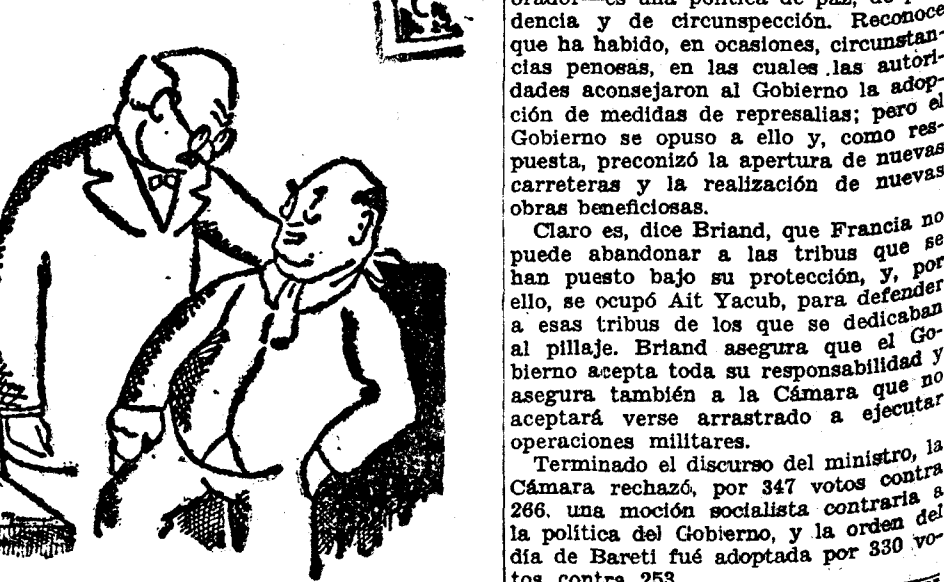 orador—es una política de paz, de
dencia y de circunspección. Reconoce
que ha habido, en ocasiones, circunstan-
cias penosas, en las cuales las autori-
dades aconsejaron al Gobierno la adop-
ción de medidas de represalias; pero el
Gobierno se opuso a ello y, como res-
puesta, preconizó la apertura de nuevas
carreteras y la realización de nuevas
obras beneficiosas.
Claro es, dice Briand, que Francia no
puede abandonar a las tribus que se
han puesto bajo su protección, y, por
ello, se ocupó Ait Yacub, para defender
a esas tribus de los que se dedicaban
al pillaje. Briand asegura que el Go-
bierno acepta toda su responsabilidad y
asegura también a la Cámara que no
aceptará verse arrastrado a ejecutar
operaciones militares.
Terminado el discurso del ministro, la
Cámara rechazó, por 347 votos contra
266, una moción socialista contraria a
la política del Gobierno, y la orden del
día de Bareti fué adoptada por 330 vo-
tos contra 253.